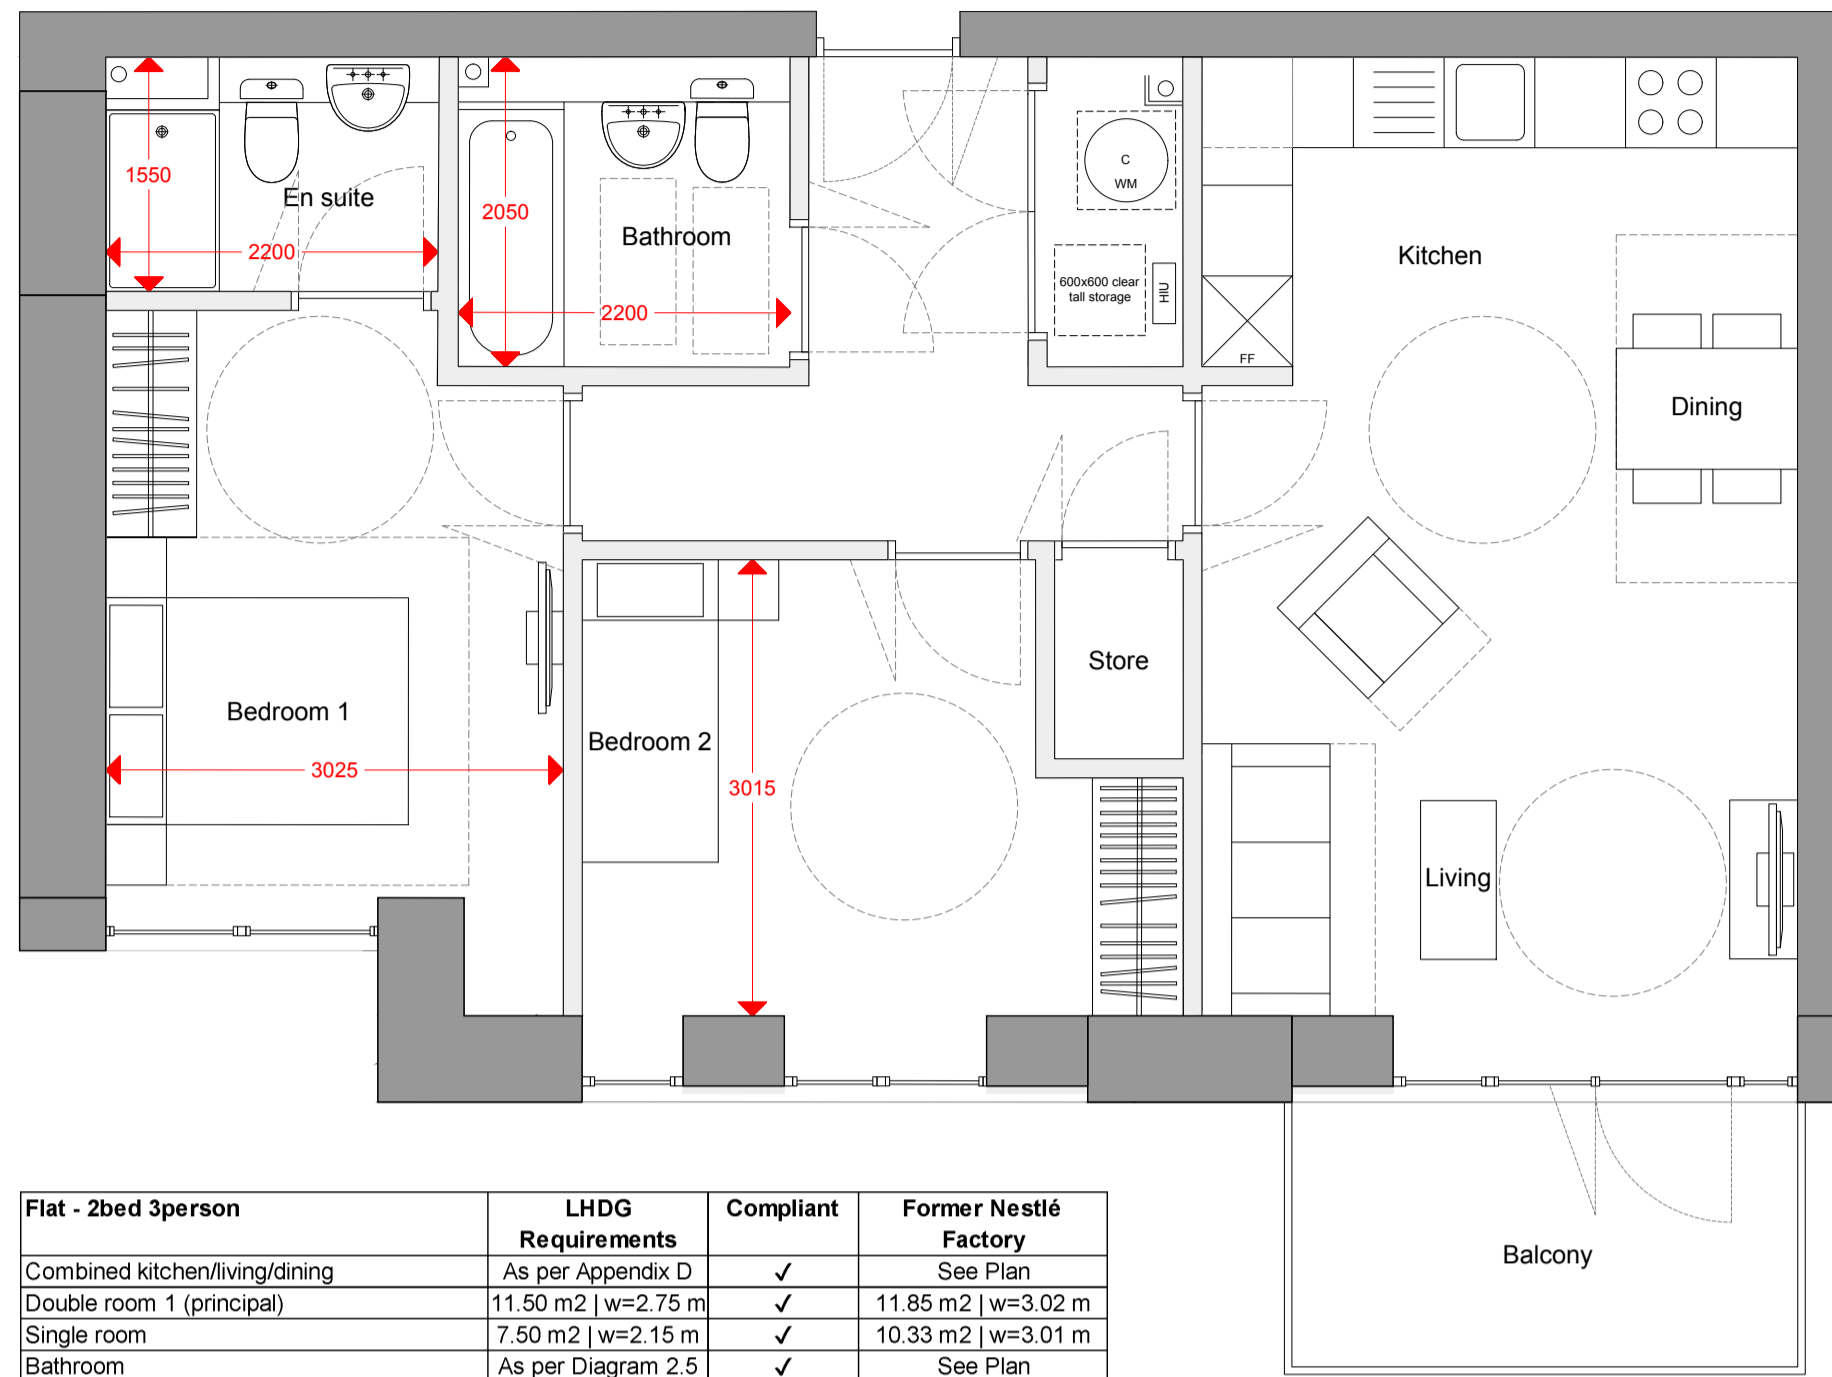 1550
En suite
2200
2050
Bathroom
2200
C
WM
600x600 clear
tall storage
HIU
FF
Kitchen
Dining
Bedroom 1
3025
Bedroom 2
3015
Store
Living
Balcony
Flat - 2bed 3person LHDG Requirements Compliant Former Nestlé Factory
Combined kitchen/living/dining As per Appendix D ✓ See Plan
Double room 1 (principal) 11.50 m2 | w=2.75 m ✓ 11.85 m2 | w=3.02 m
Single room 7.50 m2 | w=2.15 m ✓ 10.33 m2 | w=3.01 m
Bathroom As per Diagram 2.5 ✓ See Plan